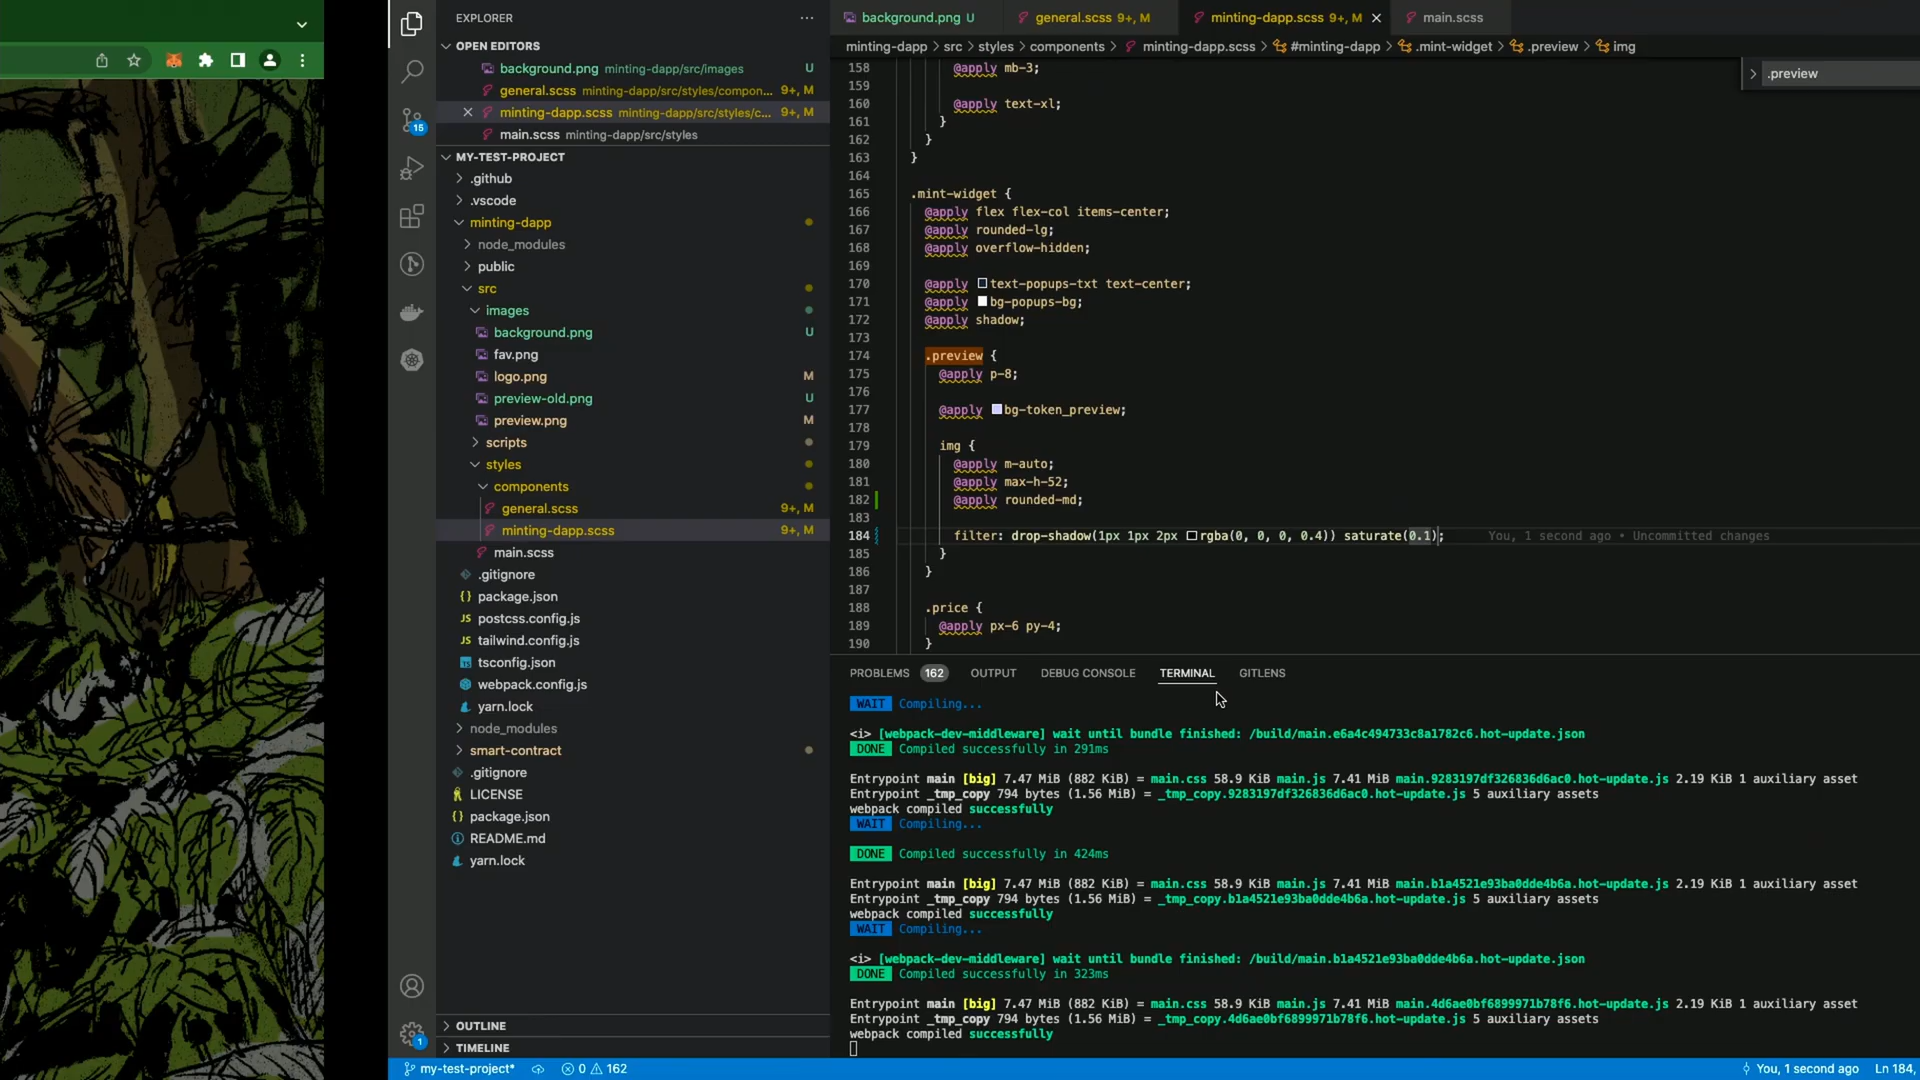 EXPLORER
OPEN EDITORS
background.png minting-dapp/src/images U
general.scss minting-dapp/src/styles/compon... 9+, M
minting-dapp.scss minting-dapp/src/styles/c... 9+, M
main.scss minting-dapp/src/styles
MY-TEST-PROJECT
.github
.vscode
minting-dapp
node_modules
public
src
images
background.png U
fav.png
logo.png M
preview-old.png U
preview.png M
scripts
styles
components
general.scss 9+, M
minting-dapp.scss 9+, M
main.scss
.gitignore
package.json
postcss.config.js
tailwind.config.js
tsconfig.json
webpack.config.js
yarn.lock
node_modules
smart-contract
.gitignore
LICENSE
package.json
README.md
yarn.lock
OUTLINE
TIMELINE
15
1
background.png U general.scss 9+, M minting-dapp.scss 9+, M main.scss
minting-dapp > src > styles > components > minting-dapp.scss > #minting-dapp > .mint-widget > .preview > img
.preview
158 @apply mb-3;
159
160 @apply text-xl;
161 }
162 }
163 }
164
165 .mint-widget {
166 @apply flex flex-col items-center;
167 @apply rounded-lg;
168 @apply overflow-hidden;
169
170 @apply text-popups-txt text-center;
171 @apply bg-popups-bg;
172 @apply shadow;
173
174 .preview {
175 @apply p-8;
176
177 @apply bg-token_preview;
178
179 img {
180 @apply m-auto;
181 @apply max-h-52;
182 @apply rounded-md;
183
184 filter: drop-shadow(1px 1px 2px rgba(0, 0, 0, 0.4)) saturate(0.1); You, 1 second ago • Uncommitted changes
185 }
186 }
187
188 .price {
189 @apply px-6 py-4;
190 }
PROBLEMS 162 OUTPUT DEBUG CONSOLE TERMINAL GITLENS
WAIT Compiling...
<i> [webpack-dev-middleware] wait until bundle finished: /build/main.e6a4c494733c8a1782c6.hot-update.json
DONE Compiled successfully in 291ms
Entrypoint main [big] 7.47 MiB (882 KiB) = main.css 58.9 KiB main.js 7.41 MiB main.9283197df326836d6ac0.hot-update.js 2.19 KiB 1 auxiliary asset
Entrypoint _tmp_copy 794 bytes (1.56 MiB) = _tmp_copy.9283197df326836d6ac0.hot-update.js 5 auxiliary assets
webpack compiled successfully
WAIT Compiling...
DONE Compiled successfully in 424ms
Entrypoint main [big] 7.47 MiB (882 KiB) = main.css 58.9 KiB main.js 7.41 MiB main.b1a4521e93ba0dde4b6a.hot-update.js 2.19 KiB 1 auxiliary asset
Entrypoint _tmp_copy 794 bytes (1.56 MiB) = _tmp_copy.b1a4521e93ba0dde4b6a.hot-update.js 5 auxiliary assets
webpack compiled successfully
WAIT Compiling...
<i> [webpack-dev-middleware] wait until bundle finished: /build/main.b1a4521e93ba0dde4b6a.hot-update.json
DONE Compiled successfully in 323ms
Entrypoint main [big] 7.47 MiB (882 KiB) = main.css 58.9 KiB main.js 7.41 MiB main.4d6ae0bf6899971b78f6.hot-update.js 2.19 KiB 1 auxiliary asset
Entrypoint _tmp_copy 794 bytes (1.56 MiB) = _tmp_copy.4d6ae0bf6899971b78f6.hot-update.js 5 auxiliary assets
webpack compiled successfully
my-test-project* 0 162 You, 1 second ago Ln 184,